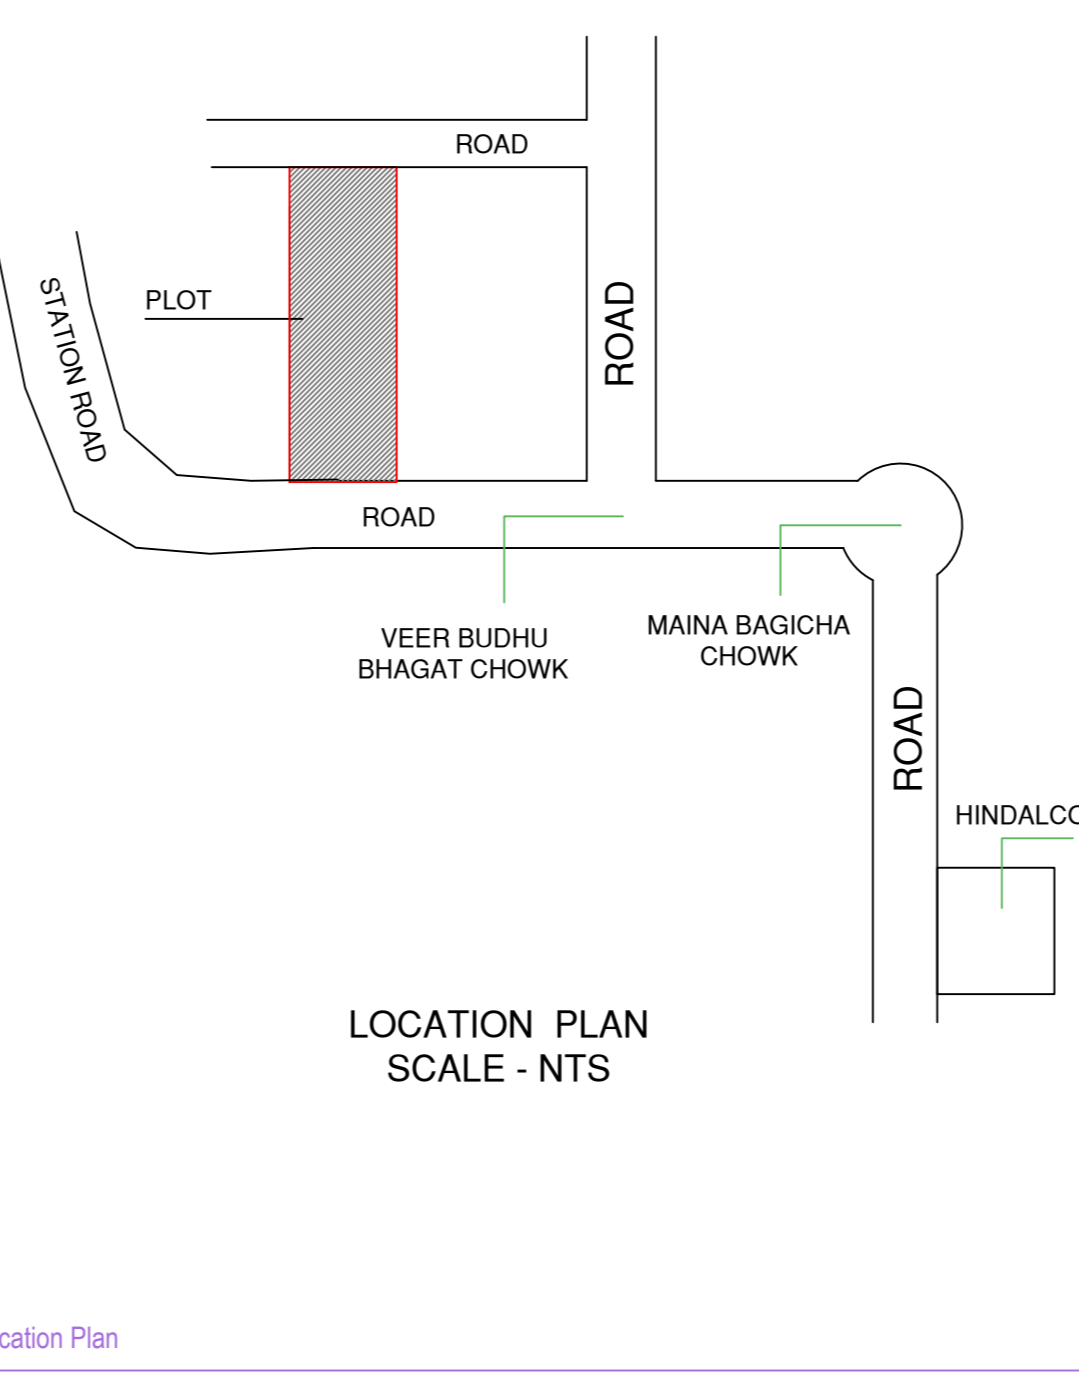 ROAD
STATION ROAD
PLOT
ROAD
ROAD
VEER BUDHU
BHAGAT CHOWK
MAINA BAGICHA
CHOWK
ROAD
HINDALCO
LOCATION PLAN
SCALE - NTS
cation Plan